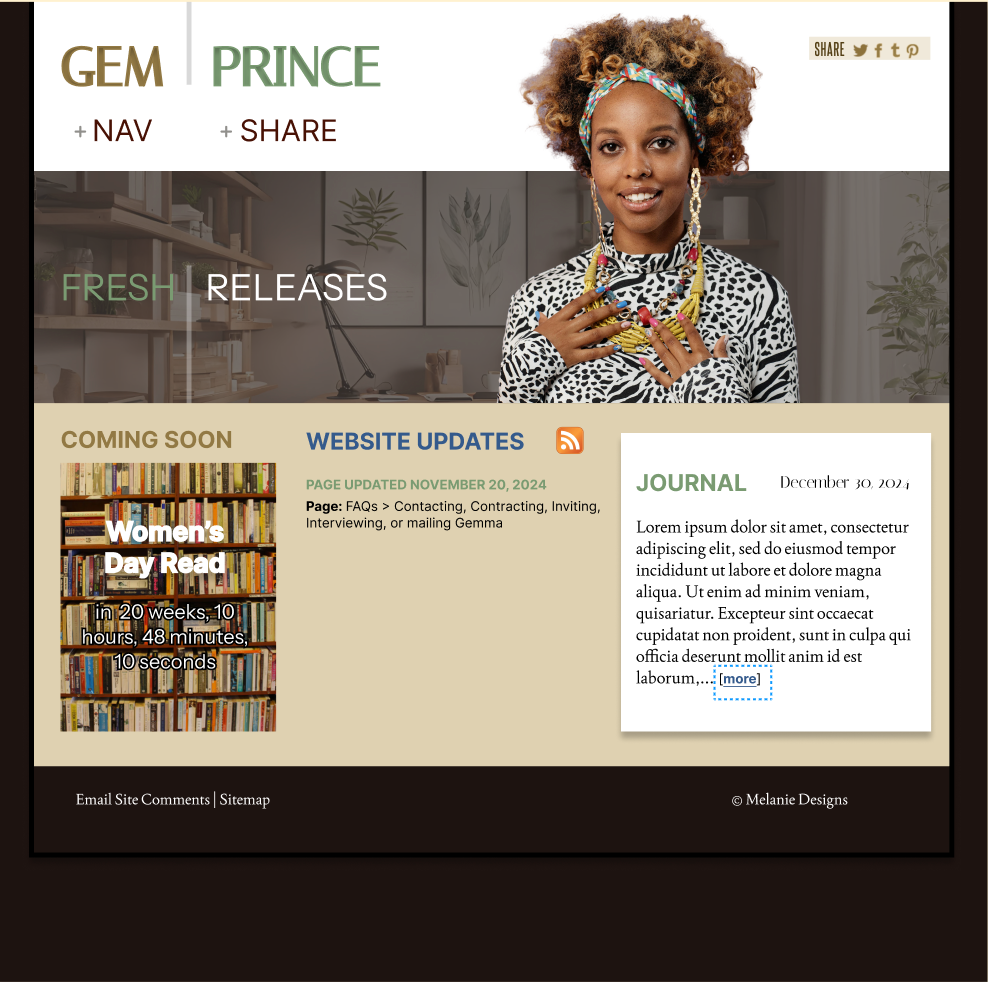 GEM PRINCE
SHARE
+ NAV + SHARE
FRESH RELEASES
COMING SOON
Women's
Day Read
in 20 weeks, 10
hours, 48 minutes,
10 seconds
WEBSITE UPDATES
PAGE UPDATED NOVEMBER 20, 2024
Page: FAQs > Contacting, Contracting, Inviting,
Interviewing, or mailing Gemma
JOURNAL December 30, 2024
Lorem ipsum dolor sit amet, consectetur
adipiscing elit, sed do eiusmod tempor
incididunt ut labore et dolore magna
aliqua. Ut enim ad minim veniam,
quisariatur. Excepteur sint occaecat
cupidatat non proident, sunt in culpa qui
officia deserunt mollit anim id est
laborum,... [more]
Email Site Comments | Sitemap
© Melanie Designs